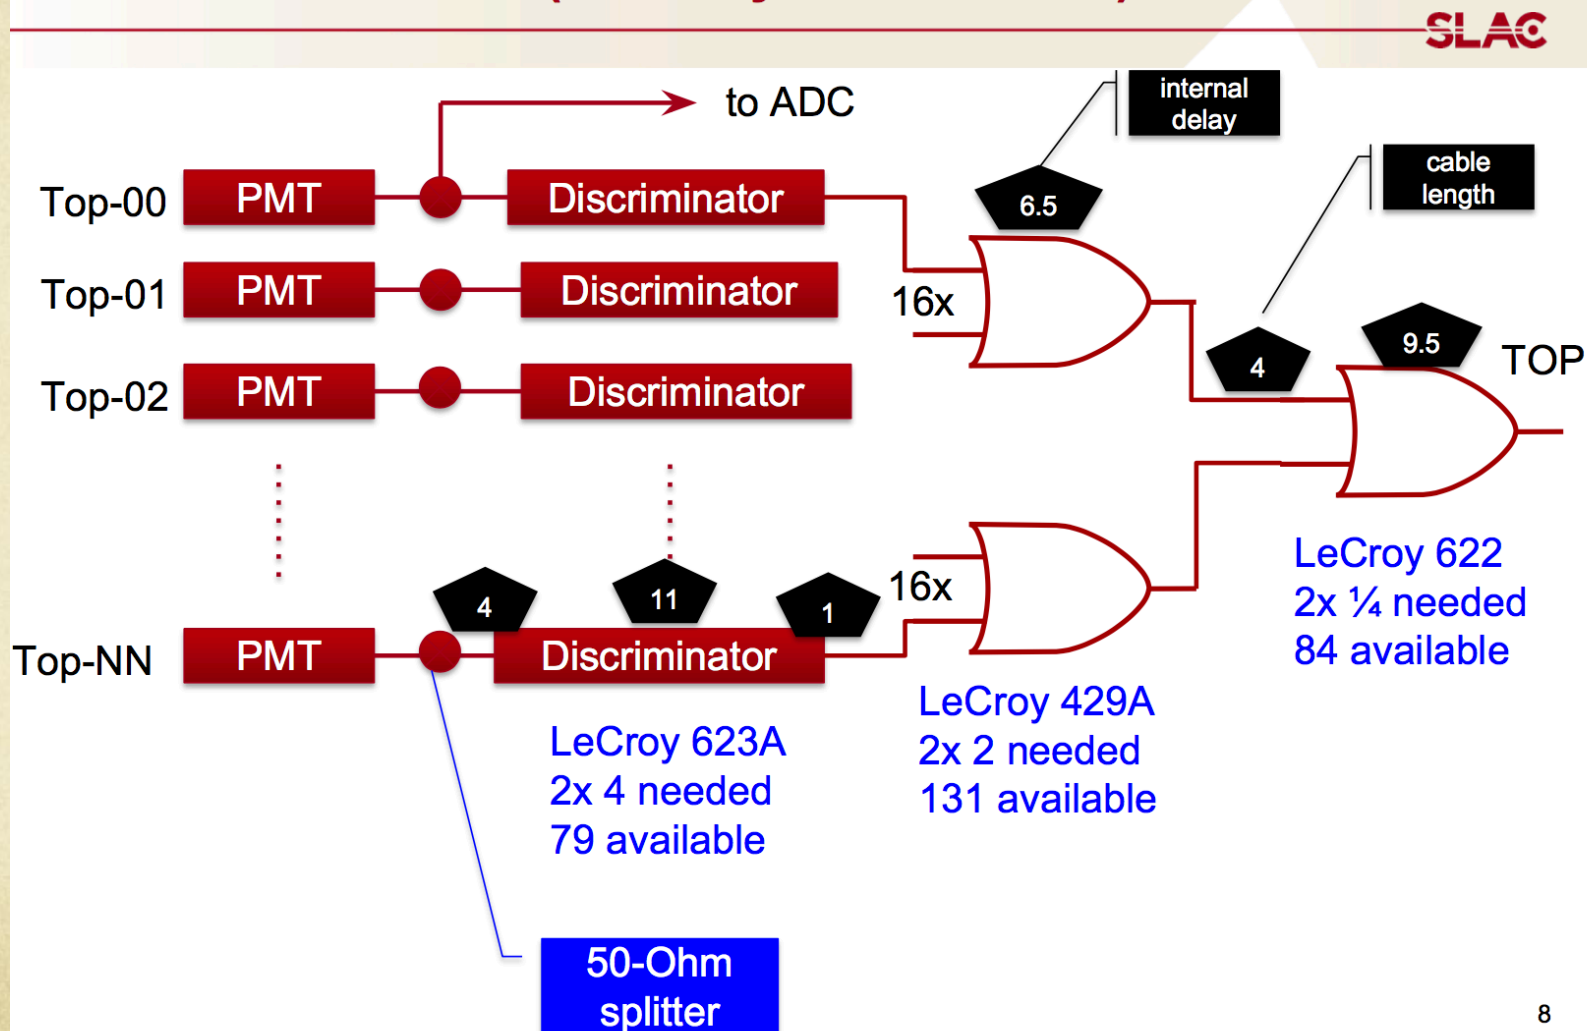 SLAC
to ADC
internal
delay
cable
length
Top-00
PMT
Discriminator
6.5
Top-01
PMT
Discriminator
16x
4
9.5
TOP
Top-02
PMT
Discriminator
4
11
1
16x
Top-NN
PMT
Discriminator
LeCroy 622
2x ¼ needed
84 available
LeCroy 429A
2x 2 needed
131 available
LeCroy 623A
2x 4 needed
79 available
50-Ohm
splitter
8